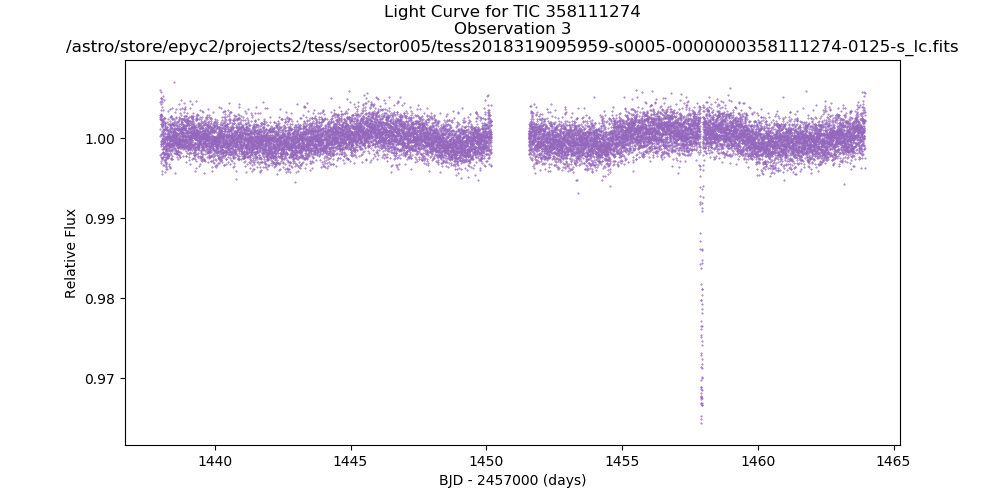 Light Curve for TIC 358111274
Observation 3
/astro/store/epyc2/projects2/tess/sector005/tess2018319095959-s0005-0000000358111274-0125-s_lc.fits
1.00
0.99
0.98
0.97
Relative Flux
1440
1445
1450
1455
1460
1465
BJD - 2457000 (days)